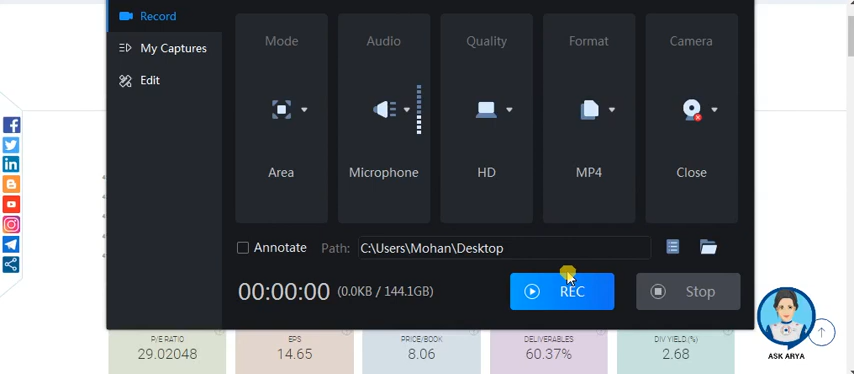 Record
My Captures
Edit
Mode
Audio
Quality
Format
Camera
Area
Microphone
HD
MP4
Close
Annotate
Path:
C:\Users\Mohan\Desktop
00:00:00
(0.0KB / 144.1GB)
REC
Stop
P/E RATIO
29.02048
EPS
14.65
PRICE/BOOK
8.06
DELIVERABLES
60.37%
DIV YIELD.(%)
2.68
ASK ARYA